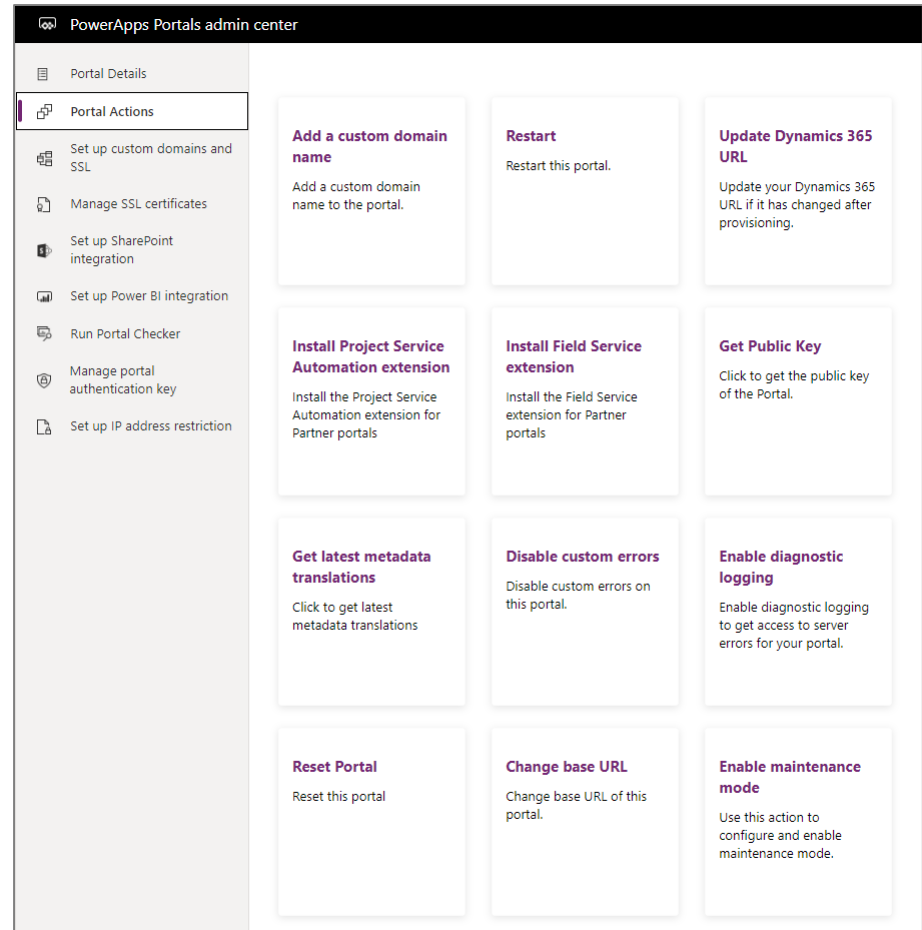 PowerApps Portals admin center
Portal Details
Portal Actions
Set up custom domains and
SSL
Manage SSL certificates
Set up SharePoint
integration
Set up Power BI integration
Run Portal Checker
Manage portal
authentication key
Set up IP address restriction
Add a custom domain
name
Add a custom domain
name to the portal.
Restart
Restart this portal.
Update Dynamics 365
URL
Update your Dynamics 365
URL if it has changed after
provisioning.
Install Project Service
Automation extension
Install the Project Service
Automation extension for
Partner portals
Install Field Service
extension
Install the Field Service
extension for Partner
portals
Get Public Key
Click to get the public key
of the Portal.
Get latest metadata
translations
Click to get latest
metadata translations
Disable custom errors
Disable custom errors on
this portal.
Enable diagnostic
logging
Enable diagnostic logging
to get access to server
errors for your portal.
Reset Portal
Reset this portal
Change base URL
Change base URL of this
portal.
Enable maintenance
mode
Use this action to
configure and enable
maintenance mode.